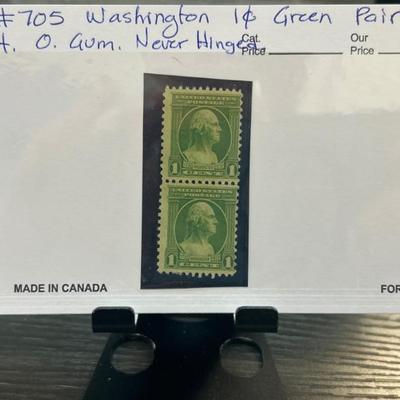 #705 Washington 1¢ Green Pair
H. O. Gum. Never Hinged.
Cat. Price
Our Price
UNITED STATES
POSTAGE
1 CENT 1
UNITED STATES
POSTAGE
1 CENT 1
MADE IN CANADA
FOR